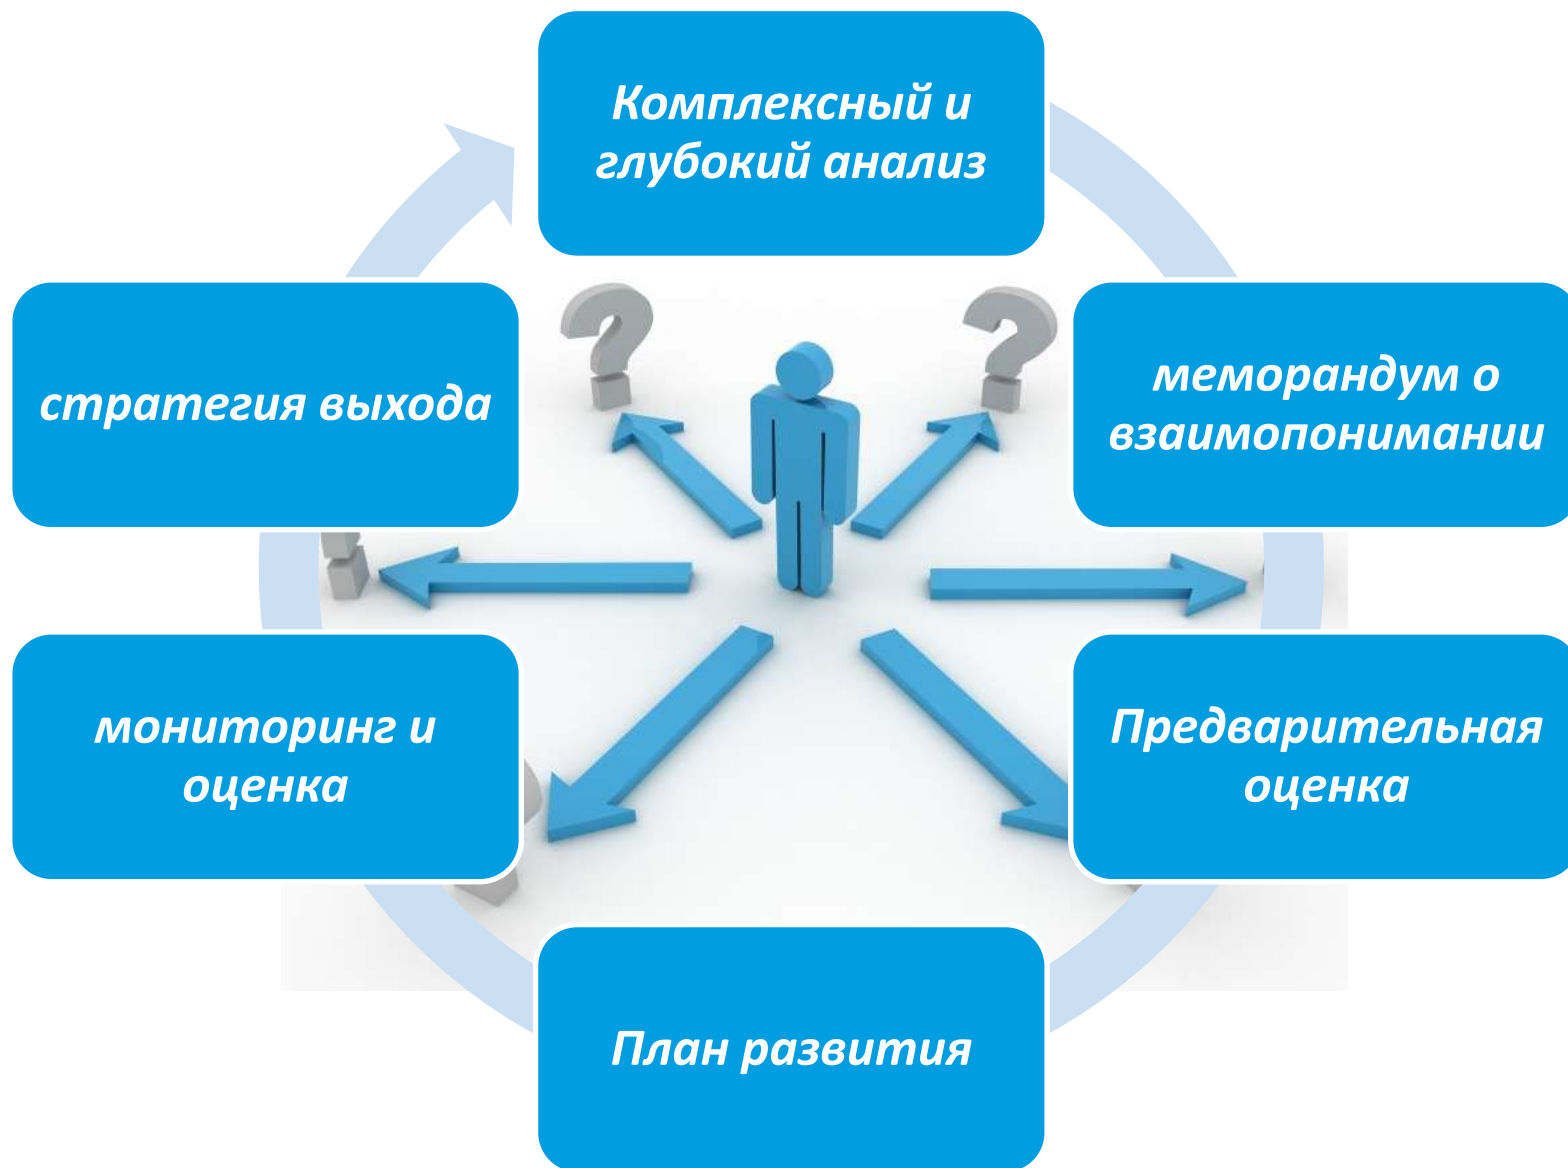 Комплексный и
глубокий анализ
меморандум о
взаимопонимании
Предварительная
оценка
План развития
мониторинг и
оценка
стратегия выхода